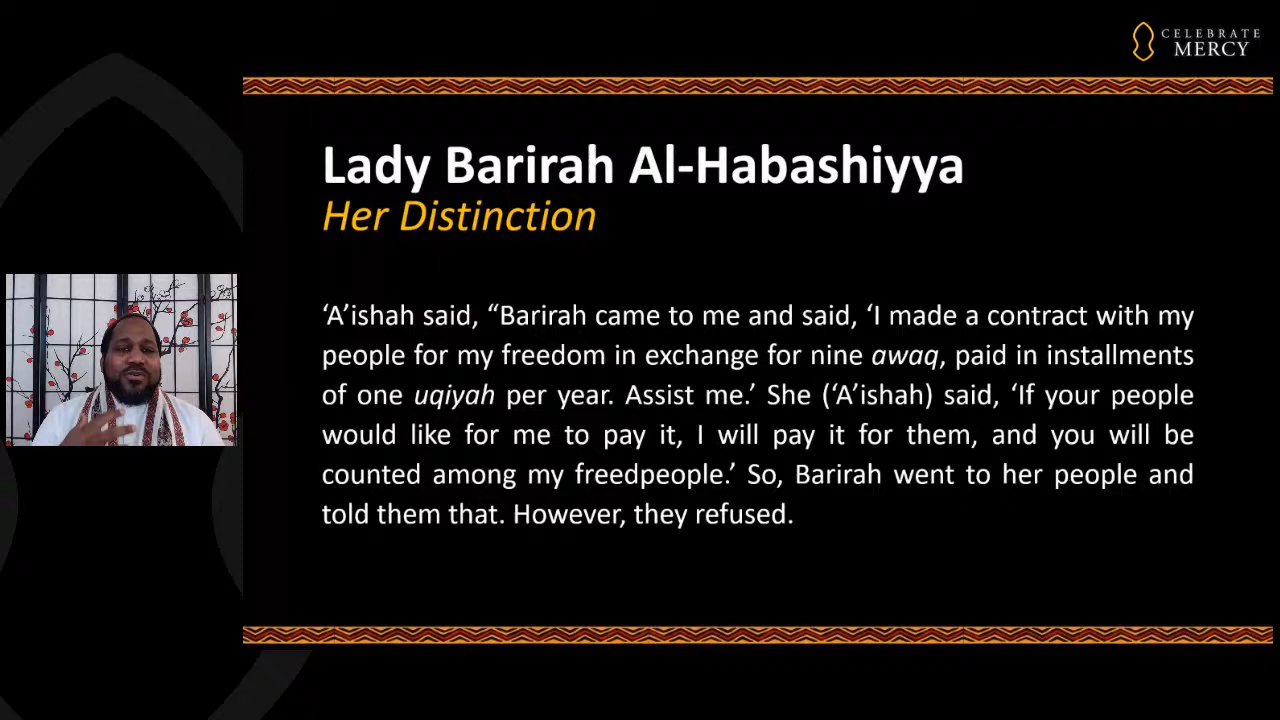 CELEBRATE
MERCY
Lady Barirah Al-Habashiyya
Her Distinction
‘A’ishah said, “Barirah came to me and said, ‘I made a contract with my
people for my freedom in exchange for nine awaq, paid in installments
of one uqiyah per year. Assist me.’ She (‘A’ishah) said, ‘If your people
would like for me to pay it, I will pay it for them, and you will be
counted among my freedpeople.’ So, Barirah went to her people and
told them that. However, they refused.